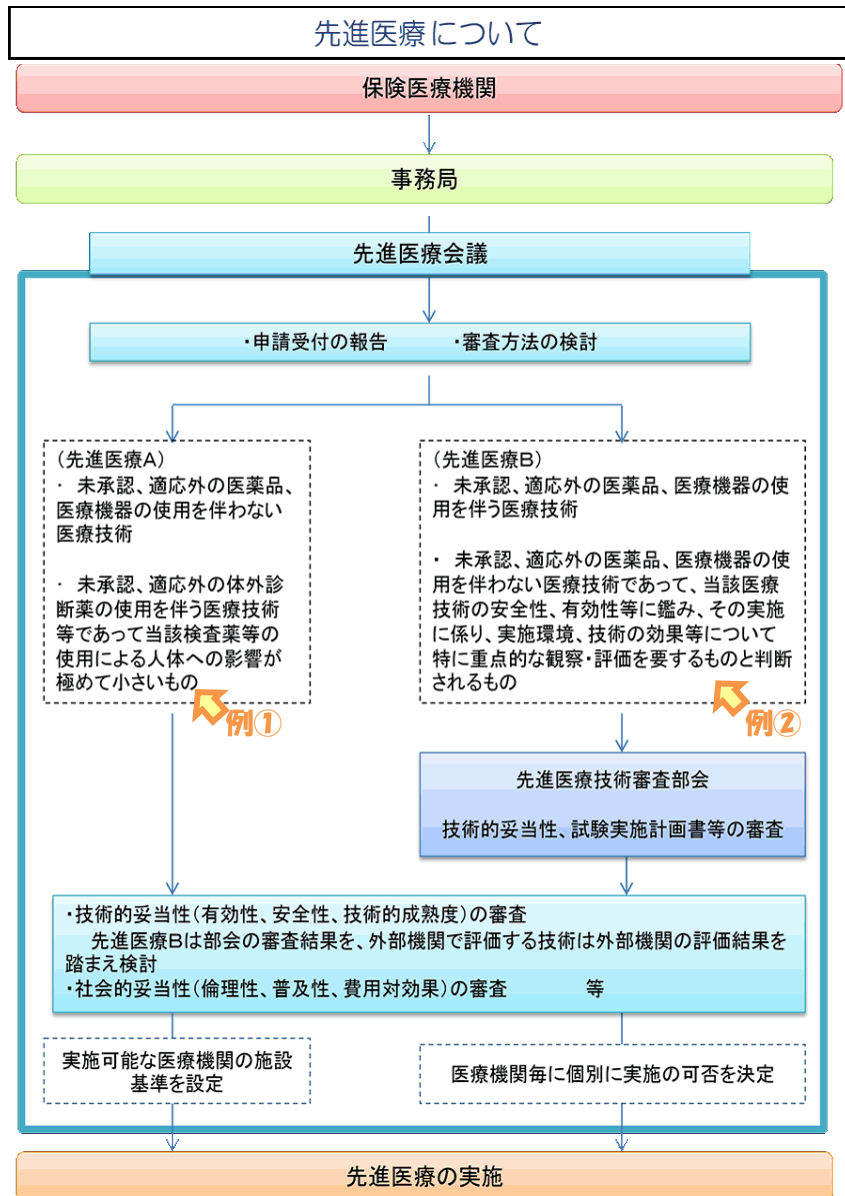 先進医療について
保険医療機関
事務局
先進医療会議
・申請受付の報告　　　・審査方法の検討
（先進医療Ａ）
・ 未承認、適応外の医薬品、
医療機器の使用を伴わない
医療技術
・ 未承認、適応外の体外診
断薬の使用を伴う医療技術
等であって当該検査薬等の
使用による人体への影響が
極めて小さいもの
例①
（先進医療Ｂ）
・ 未承認、適応外の医薬品、医療機器の使
用を伴う医療技術
・ 未承認、適応外の医薬品、医療機器の使
用を伴わない医療技術であって、当該医療
技術の安全性、有効性等に鑑み、その実施
に係り、実施環境、技術の効果等について
特に重点的な観察・評価を要するものと判断
されるもの
例②
先進医療技術審査部会
技術的妥当性、試験実施計画書等の審査
・技術的妥当性（有効性、安全性、技術的成熟度）の審査
先進医療Ｂは部会の審査結果を、外部機関で評価する技術は外部機関の評価結果を
踏まえ検討
・社会的妥当性（倫理性、普及性、費用対効果）の審査　　　　等
実施可能な医療機関の施設
基準を設定
医療機関毎に個別に実施の可否を決定
先進医療の実施